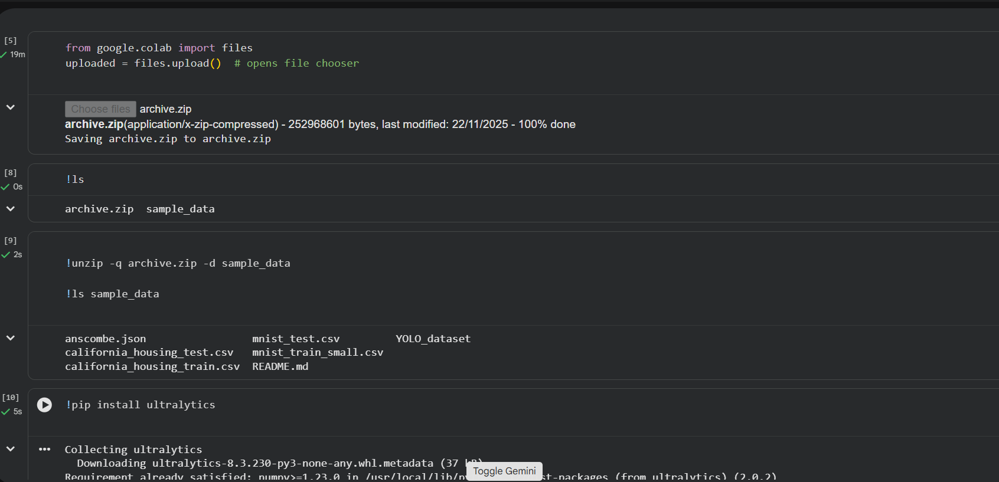 [5]
19m
from google.colab import files
uploaded = files.upload()  # opens file chooser
Choose files archive.zip
archive.zip(application/x-zip-compressed) - 252968601 bytes, last modified: 22/11/2025 - 100% done
Saving archive.zip to archive.zip
[8]
0s
!ls
archive.zip  sample_data
[9]
2s
!unzip -q archive.zip -d sample_data
!ls sample_data
anscombe.json                 mnist_test.csv         YOLO_dataset
california_housing_test.csv   mnist_train_small.csv
california_housing_train.csv  README.md
[10]
5s
!pip install ultralytics
Collecting ultralytics
  Downloading ultralytics-8.3.230-py3-none-any.whl.metadata (37
Toggle Gemini
Requirement already satisfied: numpy>=1.23.0 in /usr/local/lib/ (from ultralytics) (2.0.2)